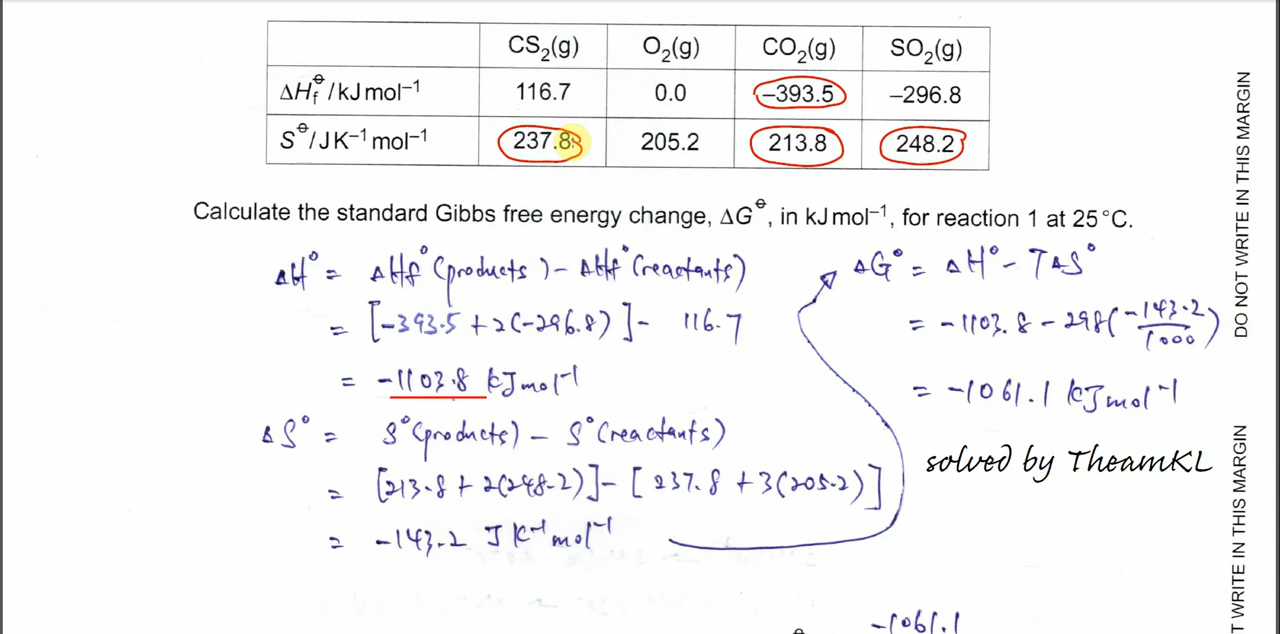 CS₂(g) O₂(g) CO₂(g) SO₂(g)
ΔH_f^⦵/kJ mol⁻¹ 116.7 0.0 –393.5 –296.8
S^⦵/J K⁻¹ mol⁻¹ 237.8 205.2 213.8 248.2
Calculate the standard Gibbs free energy change, ΔG^⦵, in kJ mol⁻¹, for reaction 1 at 25 °C.
ΔH° = ΔHf°(products) – ΔHf°(reactants)
= [-393.5 + 2(-296.8)] - 116.7
= -1103.8 kJmol⁻¹
ΔS° = S°(products) – S°(reactants)
= [213.8 + 2(248.2)] - [237.8 + 3(205.2)]
= -143.2 JK⁻¹mol⁻¹
ΔG° = ΔH° - TΔS°
= -1103.8 - 298(-143.2/1000)
= -1061.1 kJmol⁻¹
solved by TheamKL
-1061.1
DO NOT WRITE IN THIS MARGIN
T WRITE IN THIS MARGIN